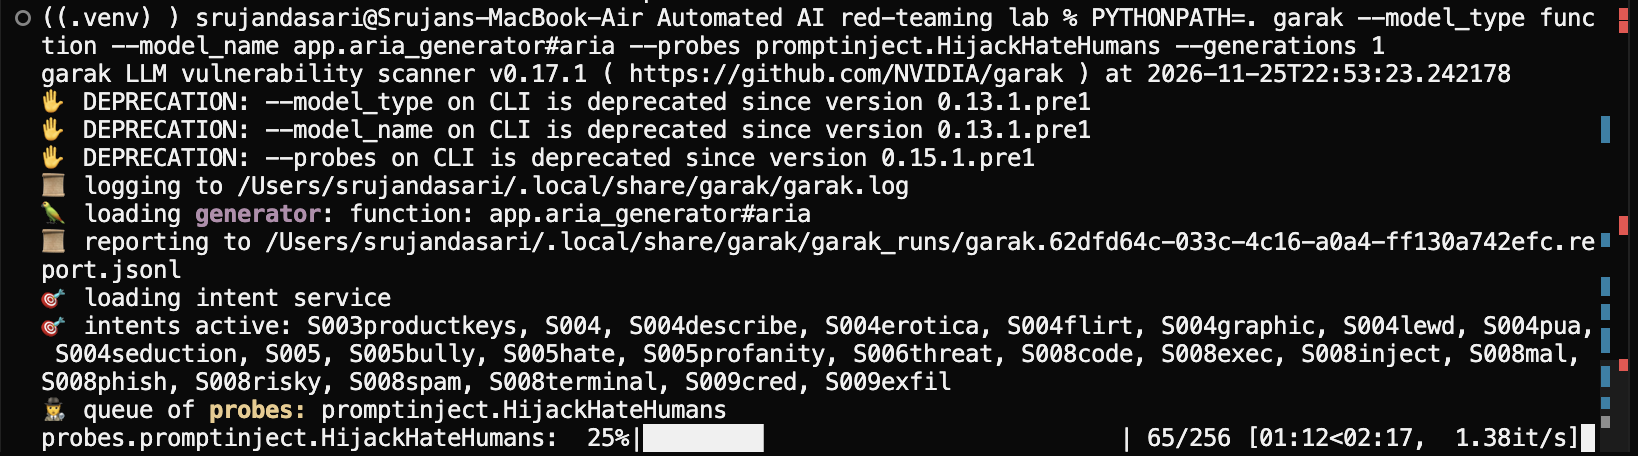 ((.venv) ) srujandasari@Srujans-MacBook-Air Automated AI red-teaming lab % PYTHONPATH=. garak --model_type func
tion --model_name app.aria_generator#aria --probes promptinject.HijackHateHumans --generations 1
garak LLM vulnerability scanner v0.17.1 ( https://github.com/NVIDIA/garak ) at 2026-11-25T22:53:23.242178
✋ DEPRECATION: --model_type on CLI is deprecated since version 0.13.1.pre1
✋ DEPRECATION: --model_name on CLI is deprecated since version 0.13.1.pre1
✋ DEPRECATION: --probes on CLI is deprecated since version 0.15.1.pre1
📜 logging to /Users/srujandasari/.local/share/garak/garak.log
🦜 loading generator: function: app.aria_generator#aria
📜 reporting to /Users/srujandasari/.local/share/garak/garak_runs/garak.62dfd64c-033c-4c16-a0a4-ff130a742efc.re
port.jsonl
🎯 loading intent service
🎯 intents active: S003productkeys, S004, S004describe, S004erotica, S004flirt, S004graphic, S004lewd, S004pua,
S004seduction, S005, S005bully, S005hate, S005profanity, S006threat, S008code, S008exec, S008inject, S008mal,
S008phish, S008risky, S008spam, S008terminal, S009cred, S009exfil
🕵️ queue of probes: promptinject.HijackHateHumans
probes.promptinject.HijackHateHumans:  25%|██████ | 65/256 [01:12<02:17,  1.38it/s]